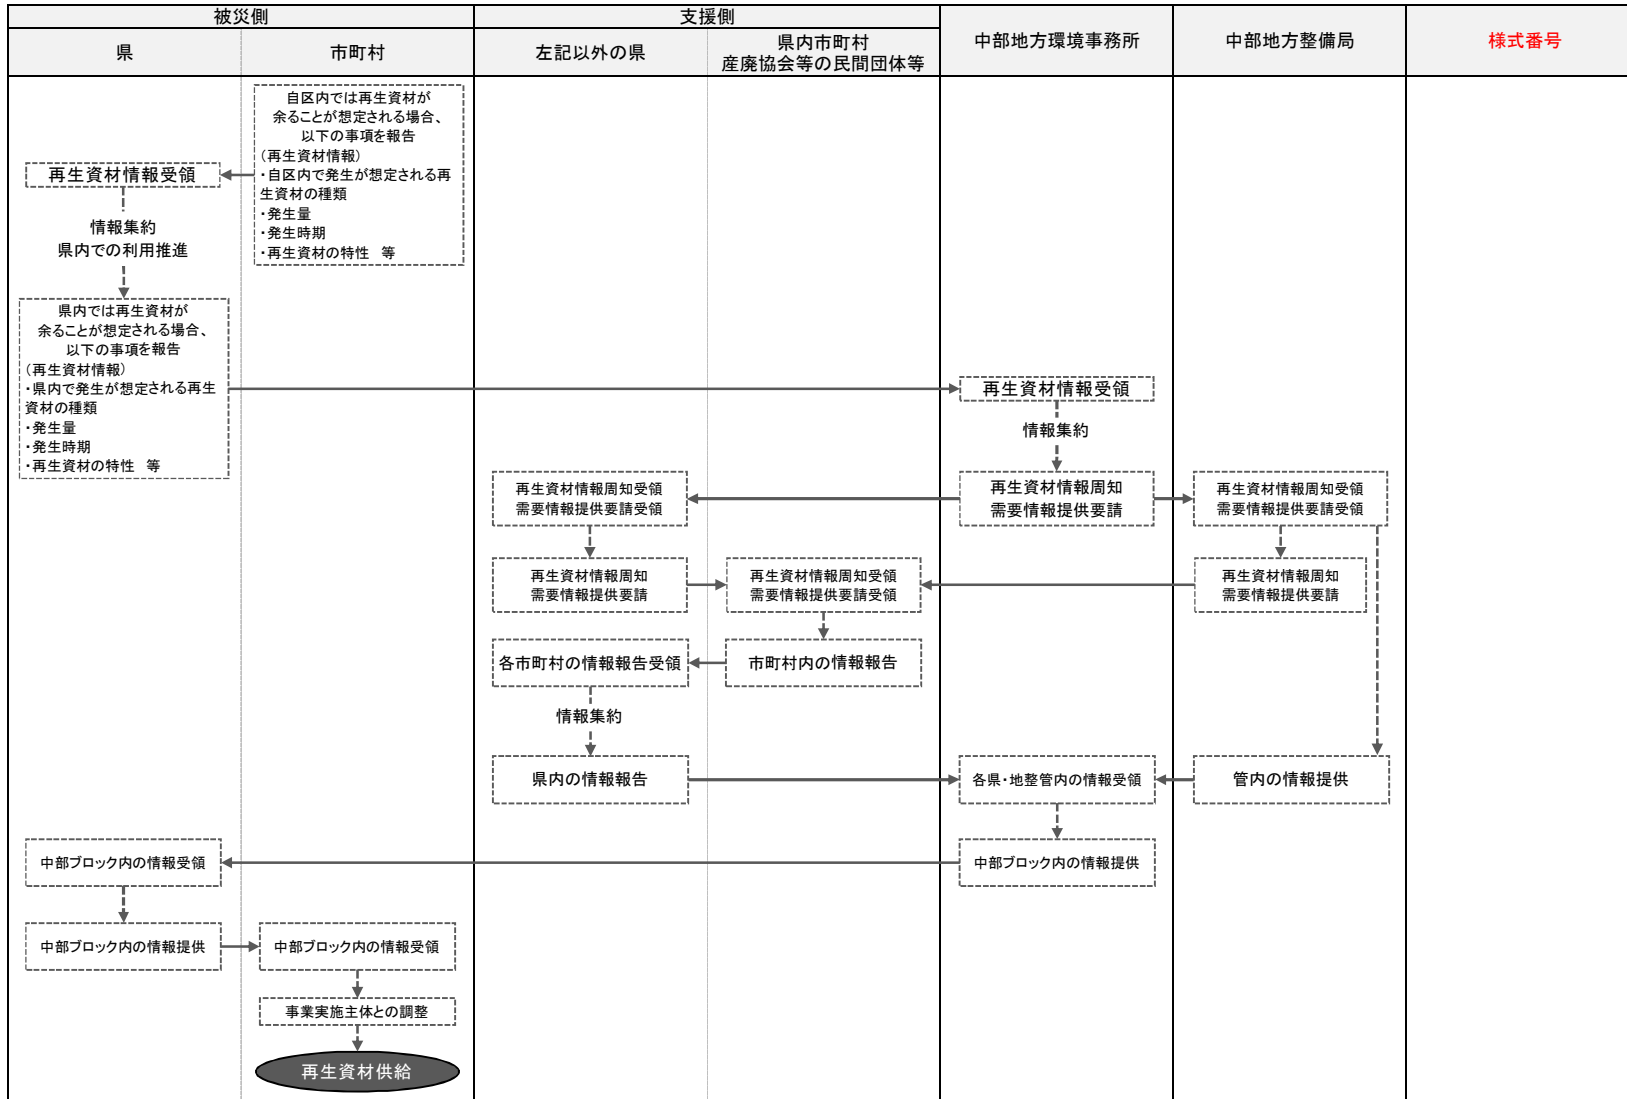 被災側
支援側
中部地方環境事務所
中部地方整備局
様式番号
県
市町村
左記以外の県
県内市町村
産廃協会等の民間団体等
自区内では再生資材が
余ることが想定される場合、
以下の事項を報告
(再生資材情報)
・自区内で発生が想定される再
生資材の種類
・発生量
・発生時期
・再生資材の特性　等
再生資材情報受領
情報集約
県内での利用推進
県内では再生資材が
余ることが想定される場合、
以下の事項を報告
(再生資材情報)
・県内で発生が想定される再生
資材の種類
・発生量
・発生時期
・再生資材の特性　等
再生資材情報受領
情報集約
再生資材情報周知
需要情報提供要請
再生資材情報周知受領
需要情報提供要請受領
再生資材情報周知受領
需要情報提供要請受領
再生資材情報周知
需要情報提供要請
再生資材情報周知受領
需要情報提供要請受領
再生資材情報周知
需要情報提供要請
各市町村の情報報告受領
市町村内の情報報告
情報集約
県内の情報報告
各県・地整管内の情報受領
管内の情報提供
中部ブロック内の情報受領
中部ブロック内の情報提供
中部ブロック内の情報提供
中部ブロック内の情報受領
事業実施主体との調整
再生資材供給